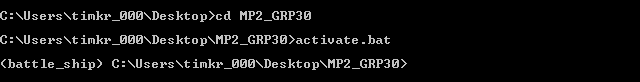 C:\Users\timkr_000\Desktop>cd MP2_GRP30
C:\Users\timkr_000\Desktop\MP2_GRP30>activate.bat
(battle_ship) C:\Users\timkr_000\Desktop\MP2_GRP30>